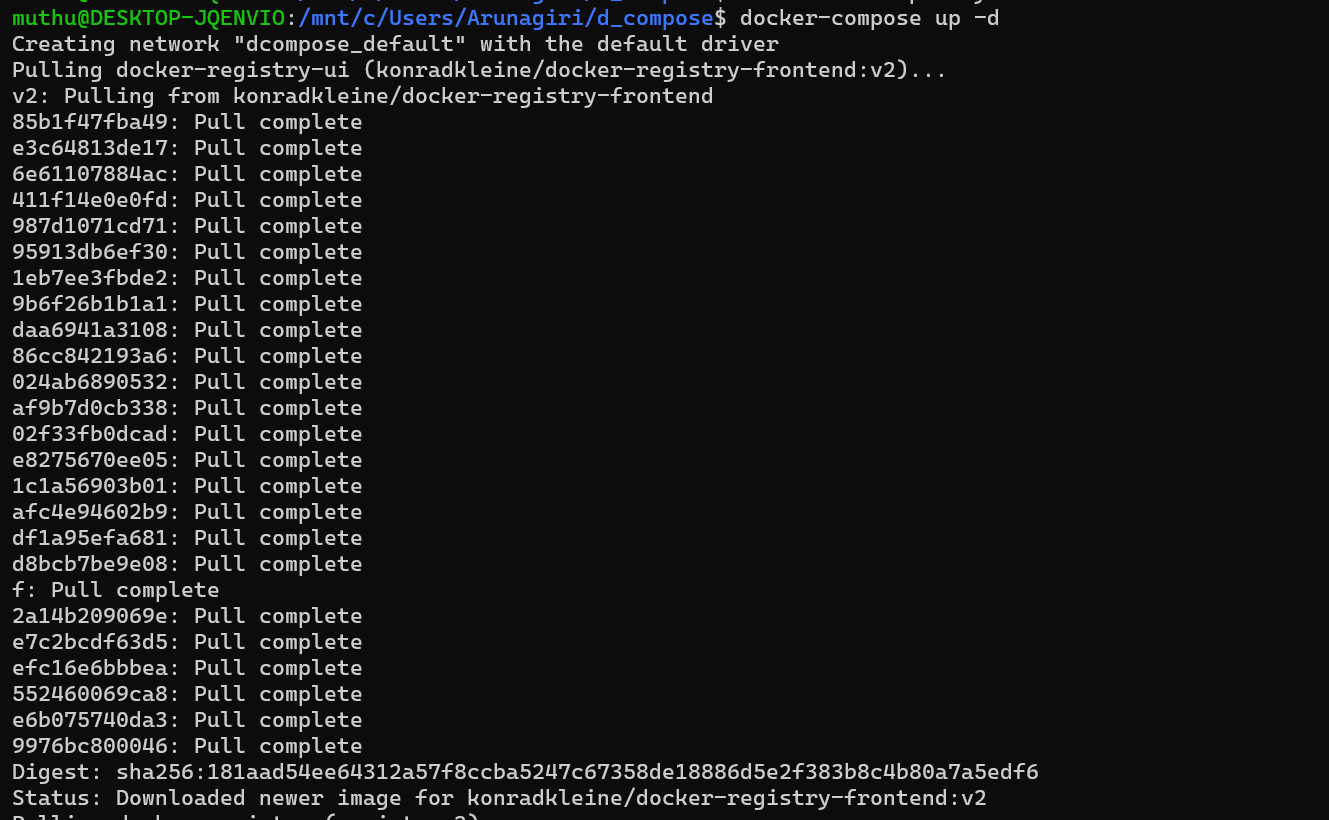 muthu@DESKTOP-JQENVIO:/mnt/c/Users/Arunagiri/d_compose$ docker-compose up -d
Creating network "dcompose_default" with the default driver
Pulling docker-registry-ui (konradkleine/docker-registry-frontend:v2)...
v2: Pulling from konradkleine/docker-registry-frontend
85b1f47fba49: Pull complete
e3c64813de17: Pull complete
6e61107884ac: Pull complete
411f14e0e0fd: Pull complete
987d1071cd71: Pull complete
95913db6ef30: Pull complete
1eb7ee3fbde2: Pull complete
9b6f26b1b1a1: Pull complete
daa6941a3108: Pull complete
86cc842193a6: Pull complete
024ab6890532: Pull complete
af9b7d0cb338: Pull complete
02f33fb0dcad: Pull complete
e8275670ee05: Pull complete
1c1a56903b01: Pull complete
afc4e94602b9: Pull complete
df1a95efa681: Pull complete
d8bcb7be9e08: Pull complete
f: Pull complete
2a14b209069e: Pull complete
e7c2bcdf63d5: Pull complete
efc16e6bbbea: Pull complete
552460069ca8: Pull complete
e6b075740da3: Pull complete
9976bc800046: Pull complete
Digest: sha256:181aad54ee64312a57f8ccba5247c67358de18886d5e2f383b8c4b80a7a5edf6
Status: Downloaded newer image for konradkleine/docker-registry-frontend:v2